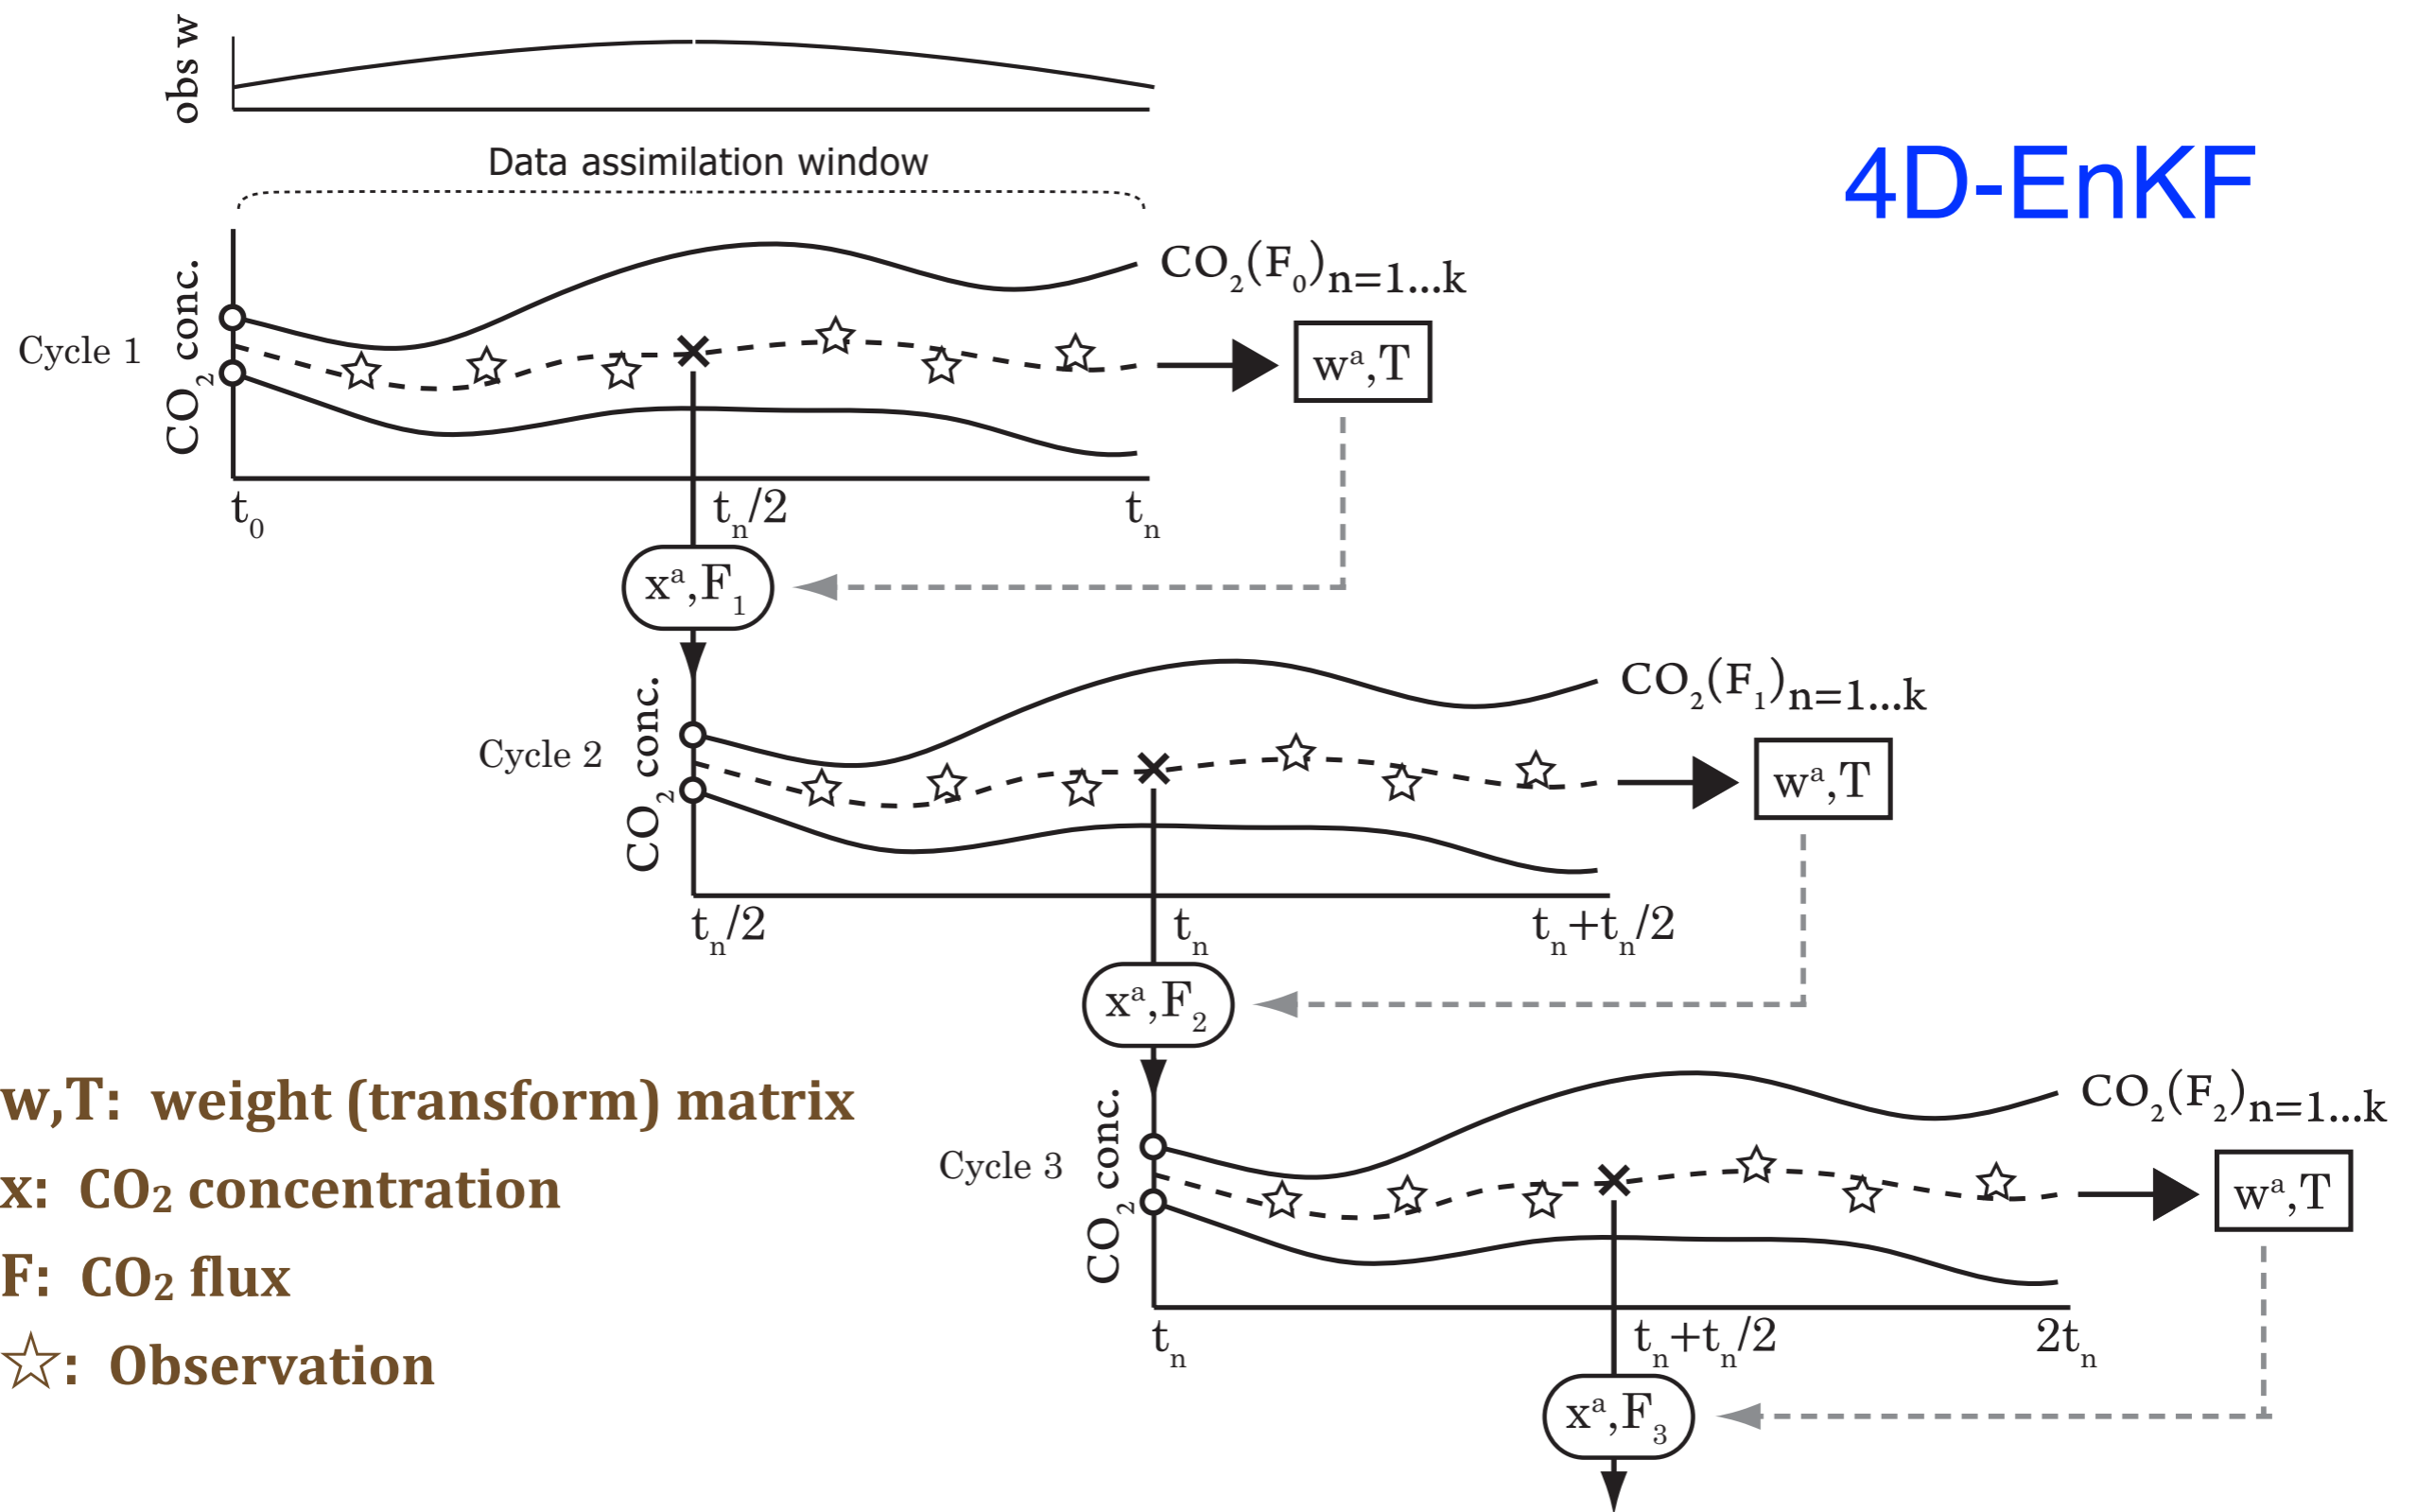 obs w
4D-EnKF
Data assimilation window
CO₂ conc.
Cycle 1
CO₂(F₀)n=1...k
wᵃ,T
t₀
tₙ/2
tₙ
xᵃ,F₁
CO₂ conc.
Cycle 2
CO₂(F₁)n=1...k
wᵃ,T
tₙ/2
tₙ
tₙ+tₙ/2
xᵃ,F₂
CO₂ conc.
Cycle 3
CO₂(F₂)n=1...k
wᵃ,T
tₙ
tₙ+tₙ/2
2tₙ
xᵃ,F₃
w,T: weight (transform) matrix
x: CO₂ concentration
F: CO₂ flux
☆: Observation